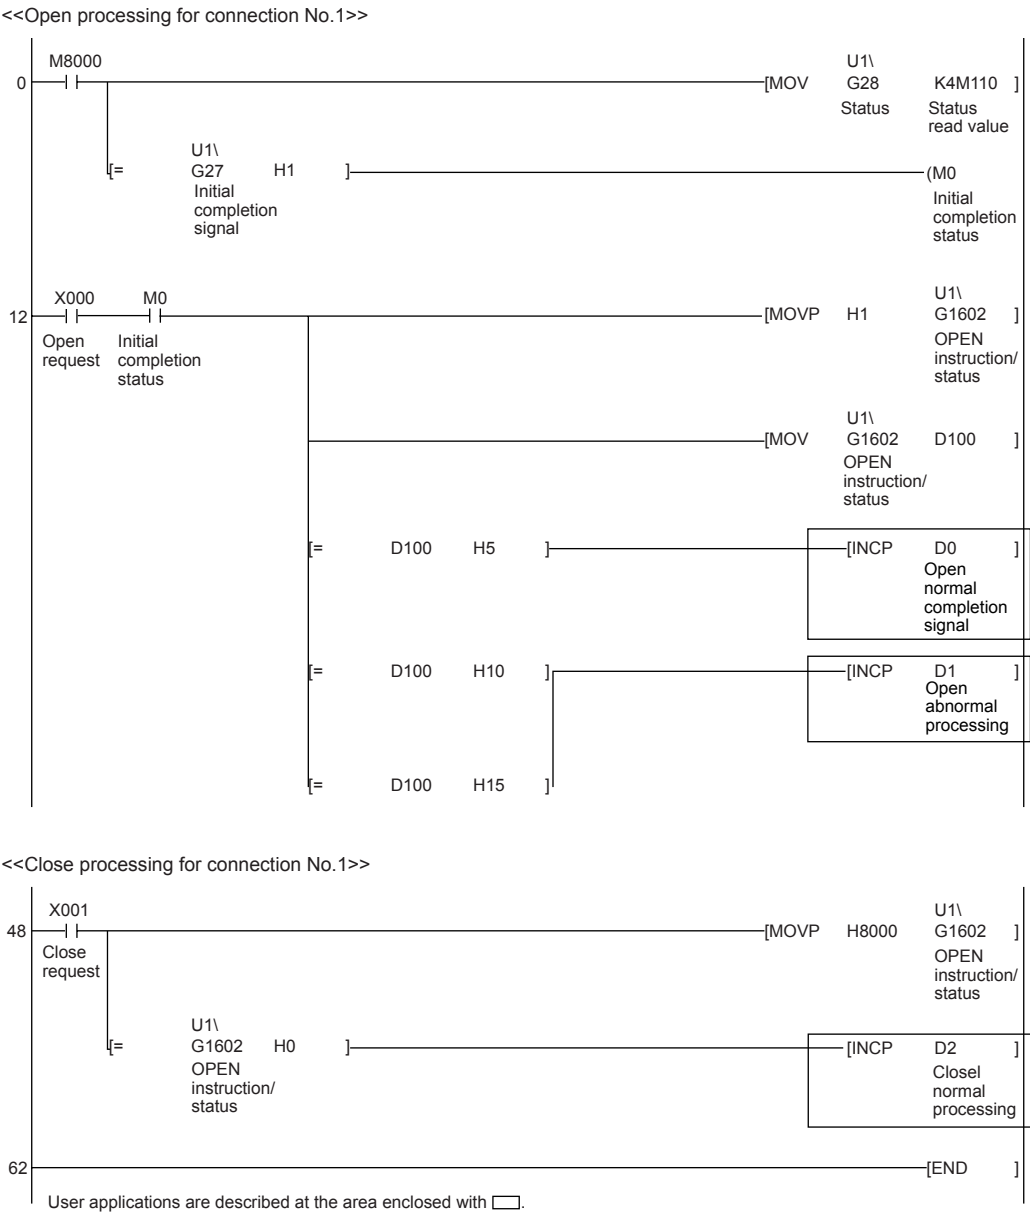 <<Open processing for connection No.1>>
M8000
U1\
0
[MOV G28 K4M110 ]
Status Status
read value
U1\
[= G27 H1 ] (M0
Initial
completion
signal
Initial
completion
status
X000 M0
U1\
12
[MOVP H1 G1602 ]
Open
request
Initial
completion
status
OPEN
instruction/
status
U1\
[MOV G1602 D100 ]
OPEN
instruction/
status
[= D100 H5 ] [INCP D0 ]
Open
normal
completion
signal
[= D100 H10 ] [INCP D1 ]
Open
abnormal
processing
[= D100 H15 ]
<<Close processing for connection No.1>>
X001
U1\
48
[MOVP H8000 G1602 ]
Close
request
OPEN
instruction/
status
U1\
[= G1602 H0 ] [INCP D2 ]
OPEN
instruction/
status
Closel
normal
processing
62 [END ]
User applications are described at the area enclosed with .